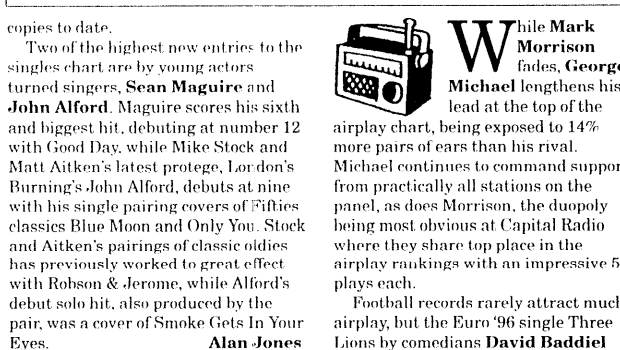 copies to date.
Two of the highest new entries to the
singles chart are by young actors
turned singers, Sean Maguire and
John Alford. Maguire scores his sixth
and biggest hit, debuting at number 12
with Good Day, while Mike Stock and
Matt Aitken's latest protege, London's
Burning's John Alford, debuts at nine
with his single pairing covers of Fifties
classics Blue Moon and Only You. Stock
and Aitken's pairings of classic oldies
has previously worked to great effect
with Robson & Jerome, while Alford's
debut solo hit, also produced by the
pair, was a cover of Smoke Gets In Your
Eyes. Alan Jones
While Mark
Morrison
fades, George
Michael lengthens his
lead at the top of the
airplay chart, being exposed to 14%
more pairs of ears than his rival.
Michael continues to command suppor
from practically all stations on the
panel, as does Morrison, the duopoly
being most obvious at Capital Radio
where they share top place in the
airplay rankings with an impressive 5
plays each.
Football records rarely attract much
airplay, but the Euro '96 single Three
Lions by comedians David Baddiel